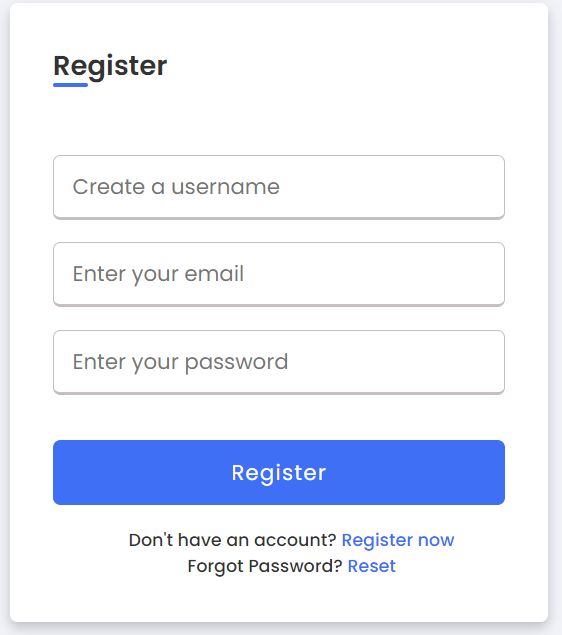 Register
Create a username
Enter your email
Enter your password
Register
Don't have an account? Register now
Forgot Password? Reset